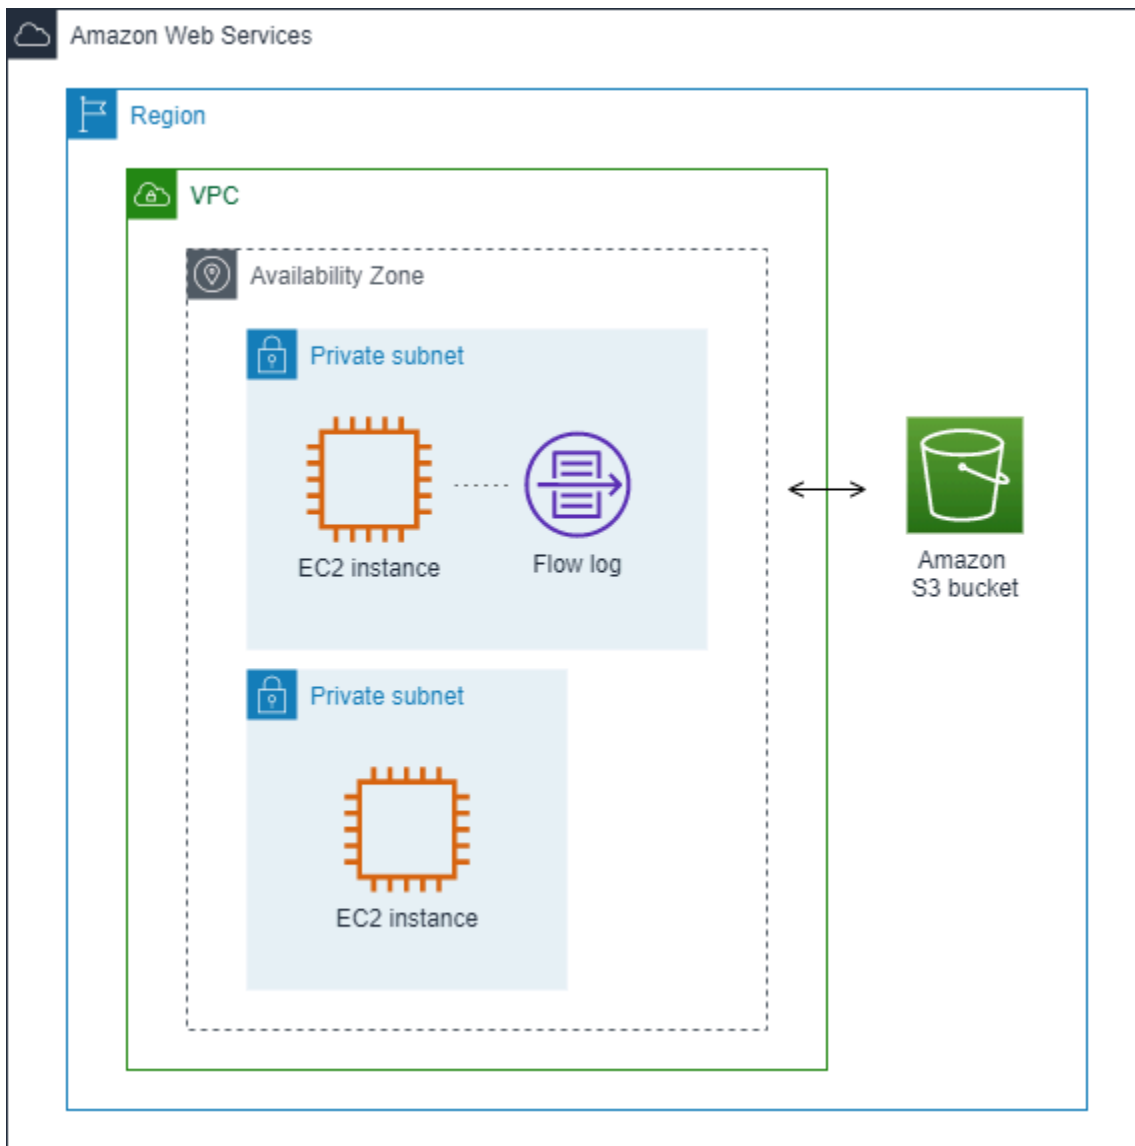 Amazon Web Services
Region
VPC
Availability Zone
Private subnet
EC2 instance
Flow log
Amazon
S3 bucket
Private subnet
EC2 instance